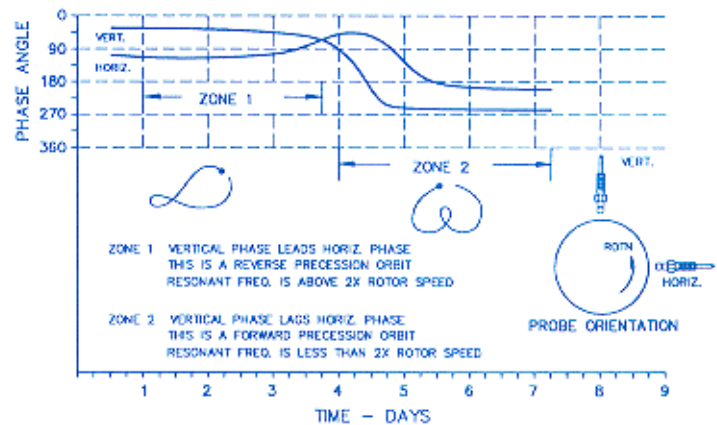 PHASE ANGLE
0
90
180
270
360
VERT.
HORIZ.
ZONE 1
ZONE 2
VERT.
ROTN
HORIZ.
PROBE ORIENTATION
ZONE 1 VERTICAL PHASE LEADS HORIZ. PHASE
THIS IS A REVERSE PRECESSION ORBIT
RESONANT FREQ. IS ABOVE 2X ROTOR SPEED
ZONE 2 VERTICAL PHASE LAGS HORIZ. PHASE
THIS IS A FORWARD PRECESSION ORBIT
RESONANT FREQ. IS LESS THAN 2X ROTOR SPEED
1 2 3 4 5 6 7 8 9
TIME – DAYS